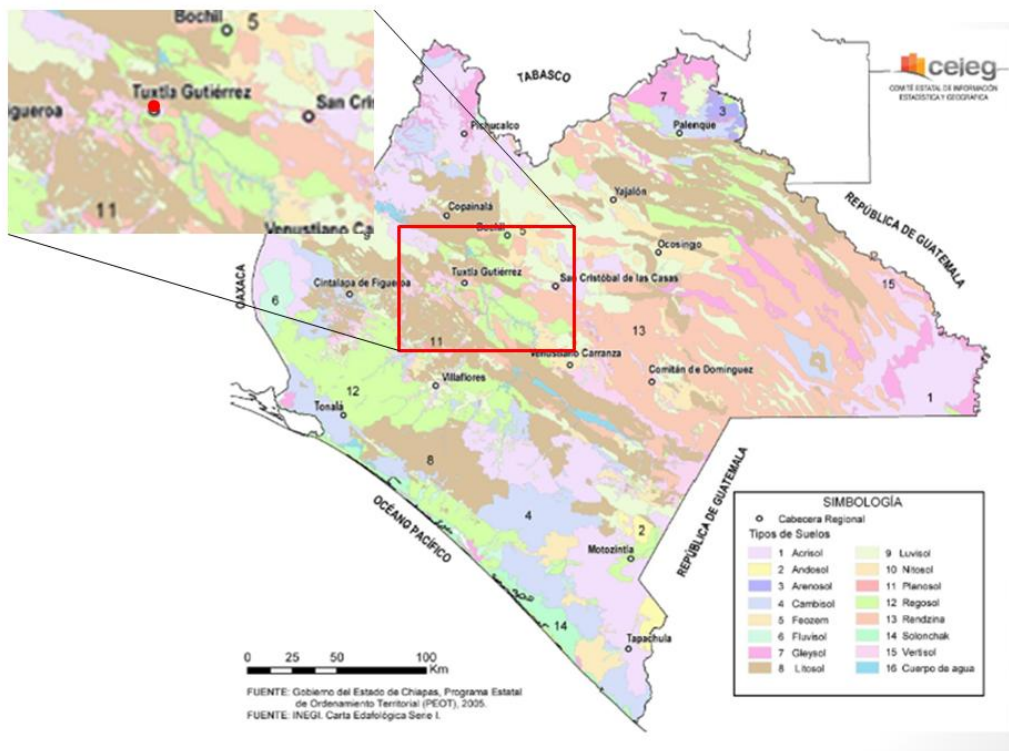 Bochil
5
Tuxtla Gutiérrez
igueroa
San Cris
11
Venustiano Ca
ceieg
COMITÉ ESTATAL DE INFORMACIÓN
ESTADÍSTICA Y GEOGRÁFICA
TABASCO
7
3
Palenque
Pichucalco
Yajalón
REPÚBLICA DE GUATEMALA
Copainalá
Bochil
5
Ocosingo
OAXACA
9
Tuxtla Gutiérrez
San Cristóbal de las Casas
Cintalapa de Figueroa
6
15
13
11
Venustiano Carranza
Comitán de Domínguez
Villaflores
12
1
Tonalá
8
OCÉANO PACÍFICO
4
REPÚBLICA DE GUATEMALA
2
Motozintla
14
Tapachula
0 25 50 100
Km
FUENTE: Gobierno del Estado de Chiapas, Programa Estatal
de Ordenamiento Territorial (PEOT), 2005.
FUENTE: INEGI. Carta Edafológica Serie I.
SIMBOLOGÍA
Cabecera Regional
Tipos de Suelos
1 Acrisol
2 Andosol
3 Arenosol
4 Cambisol
5 Feozem
6 Fluvisol
7 Gleysol
8 Litosol
9 Luvisol
10 Nitosol
11 Planosol
12 Regosol
13 Rendzina
14 Solonchak
15 Vertisol
16 Cuerpo de agua